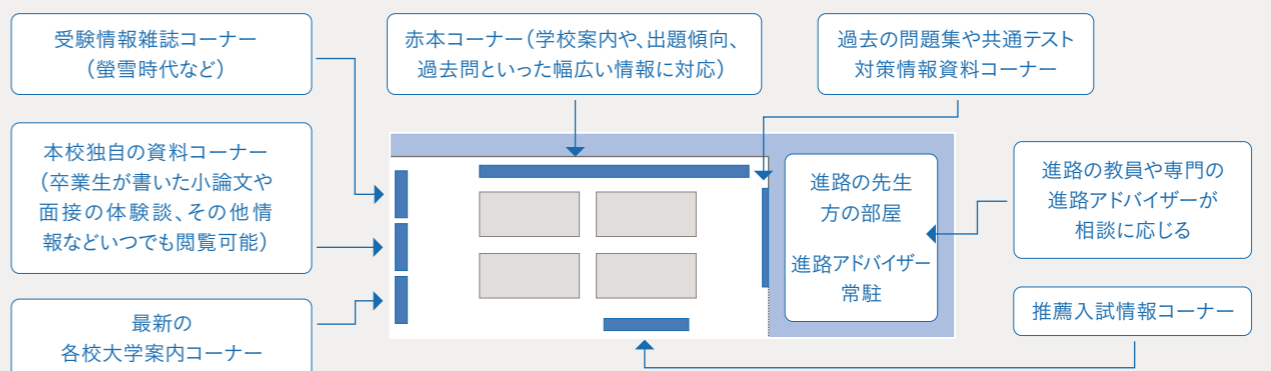 受験情報雑誌コーナー
（螢雪時代など）
赤本コーナー（学校案内や、出題傾向、
過去問といった幅広い情報に対応）
過去の問題集や共通テスト
対策情報資料コーナー
本校独自の資料コーナー
（卒業生が書いた小論文や
面接の体験談、その他情
報などいつでも閲覧可能）
進路の先生
方の部屋
進路アドバイザー
常駐
進路の教員や専門の
進路アドバイザーが
相談に応じる
最新の
各校大学案内コーナー
推薦入試情報コーナー